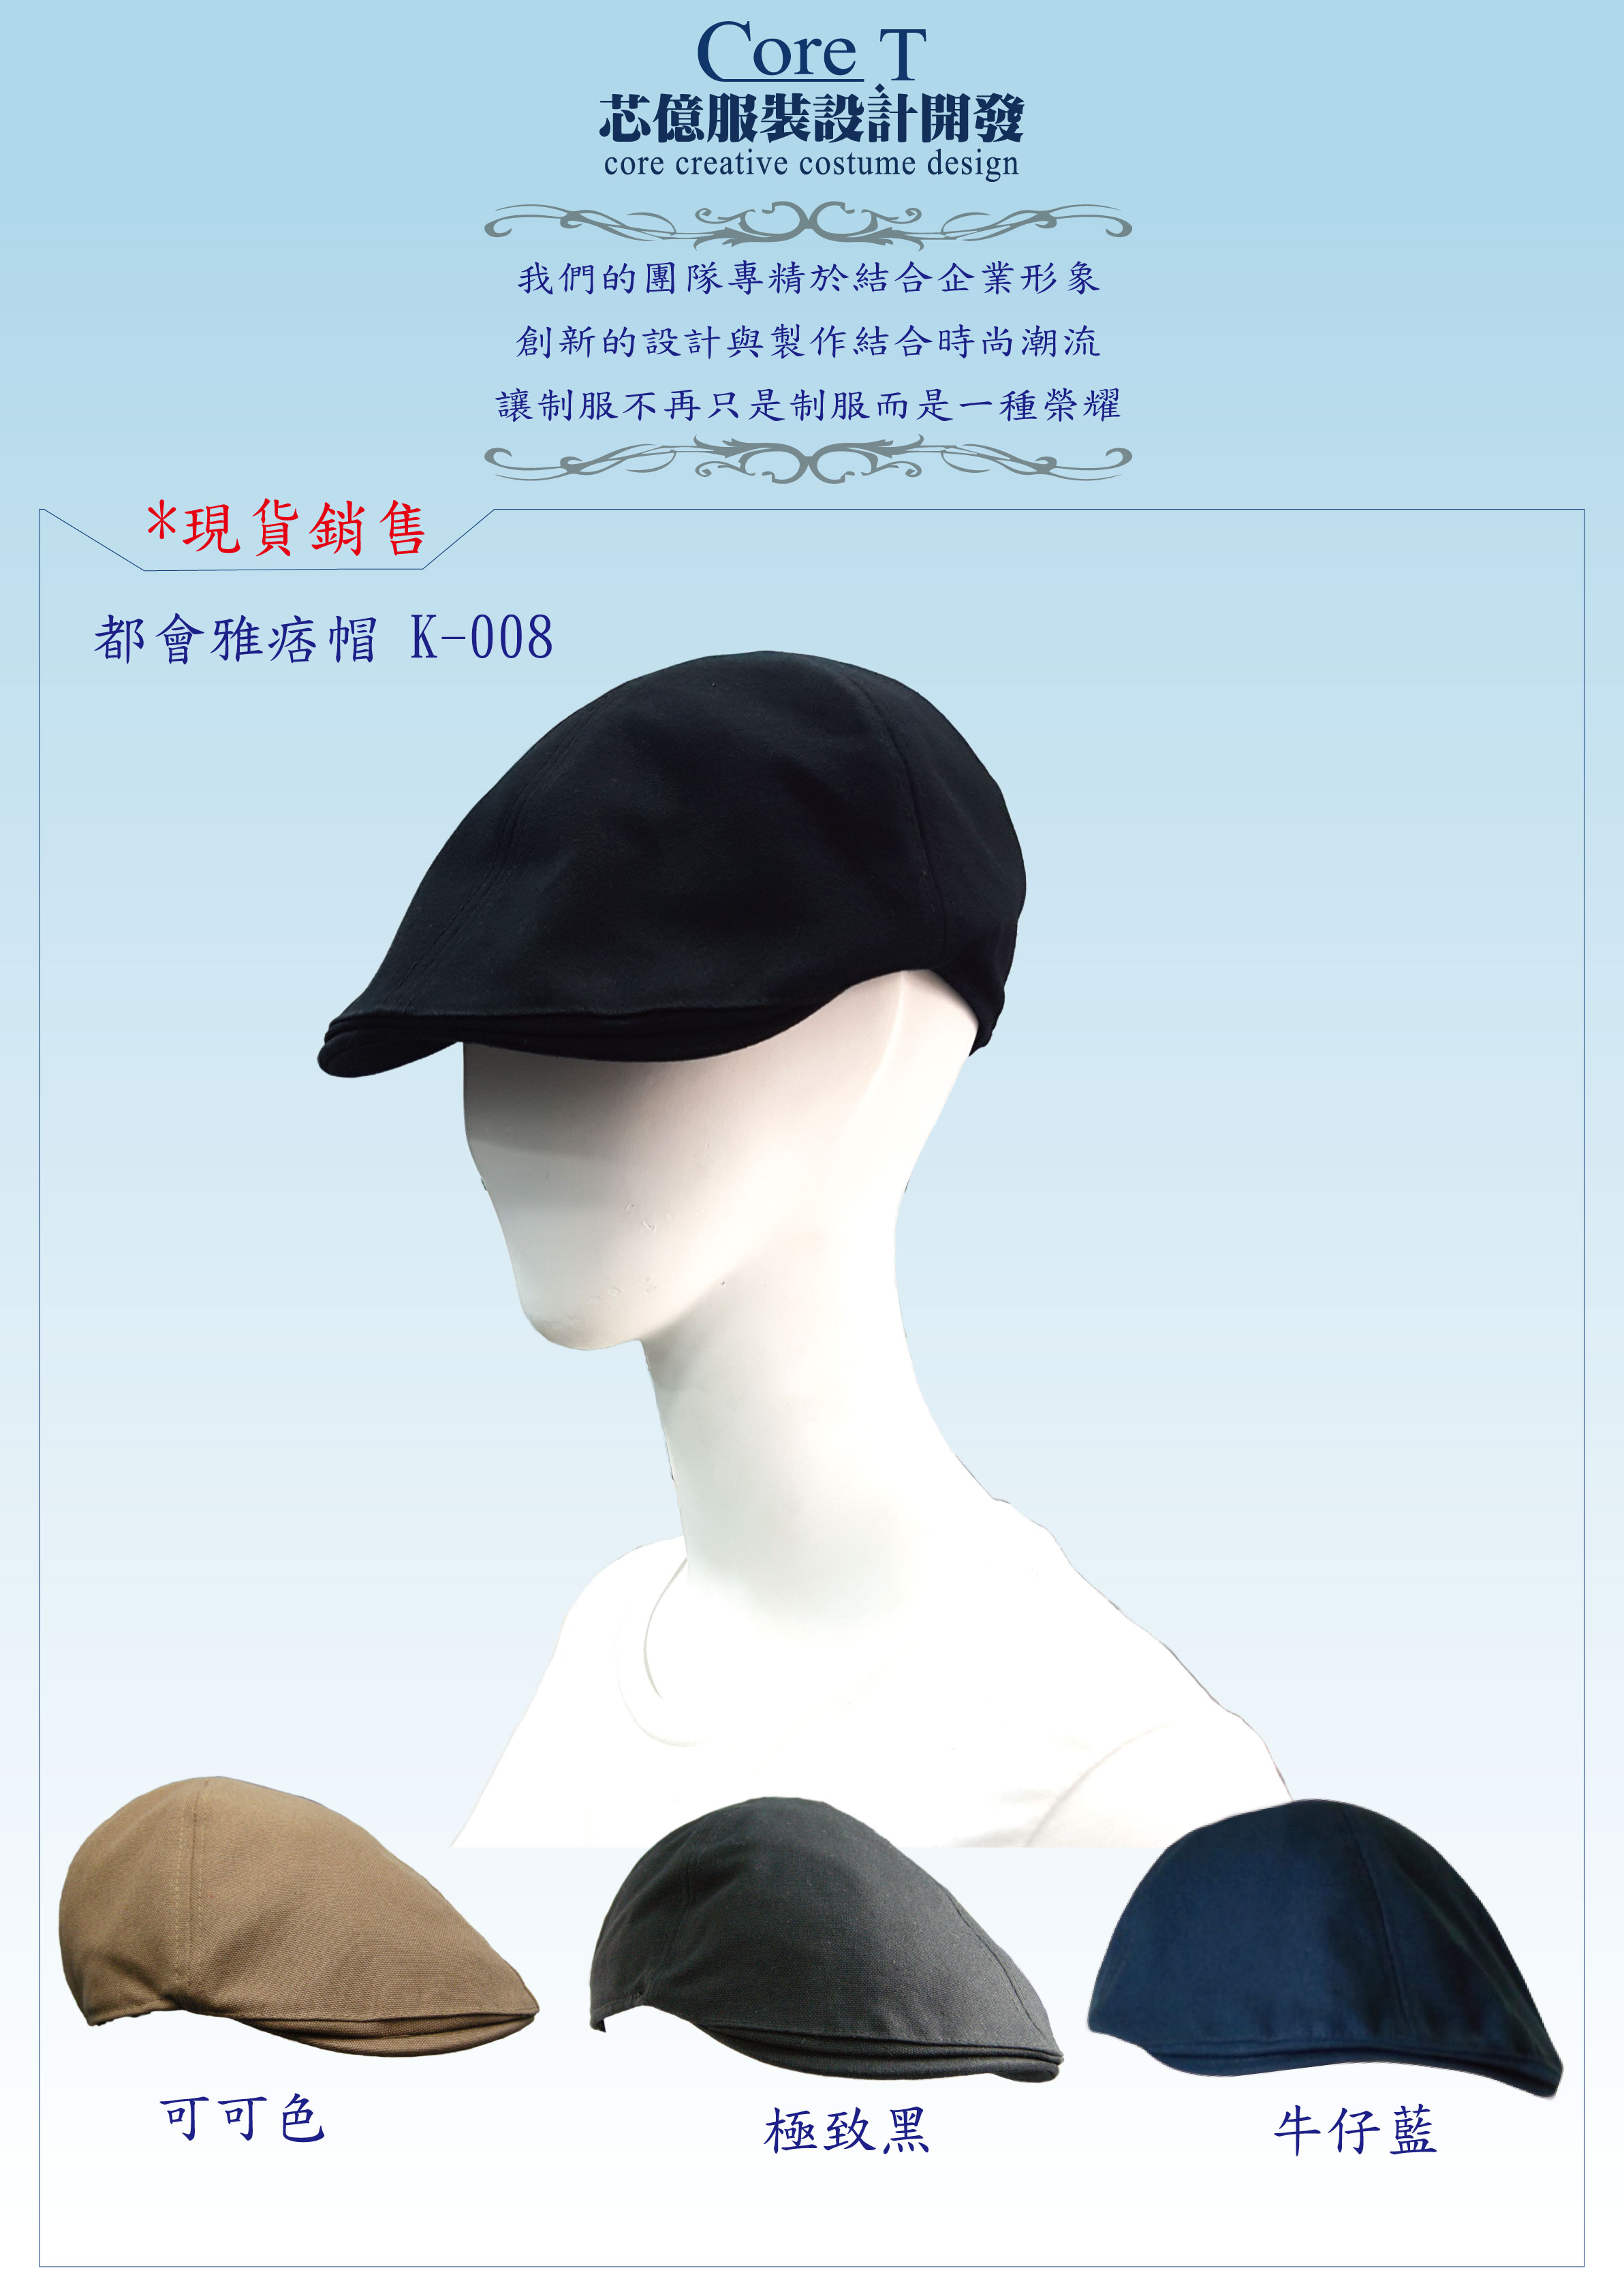 Core T
芯億服裝設計開發
core creative costume design
我們的團隊專精於結合企業形象
創新的設計與製作結合時尚潮流
讓制服不再只是制服而是一種榮耀
*現貨銷售
都會雅痞帽 K-008
可可色
極致黑
牛仔藍